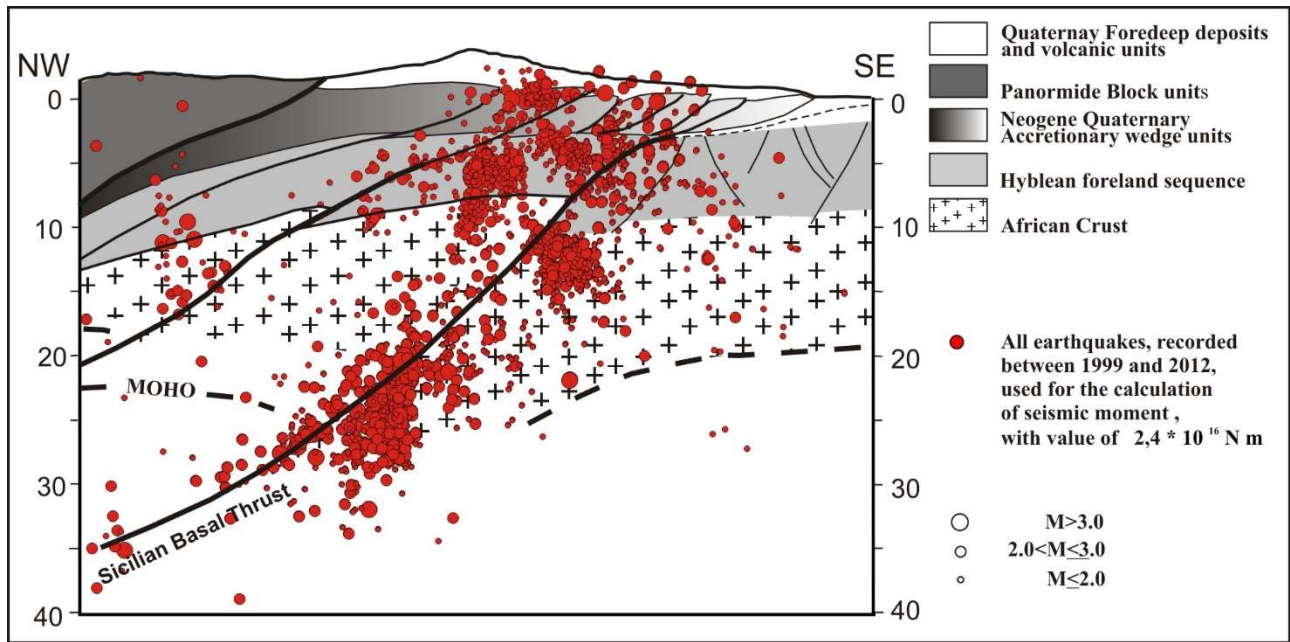 NW
SE
0
10
20
30
40
0
10
20
30
40
MOHO
Sicilian Basal Thrust
Quaternay Foredeep deposits
and volcanic units
Panormide Block units
Neogene Quaternary
Accretionary wedge units
Hyblean foreland sequence
African Crust
All earthquakes, recorded
between 1999 and 2012,
used for the calculation
of seismic moment ,
with value of 2,4 * 10 ¹⁶ N m
M>3.0
2.0<M≤3.0
M≤2.0